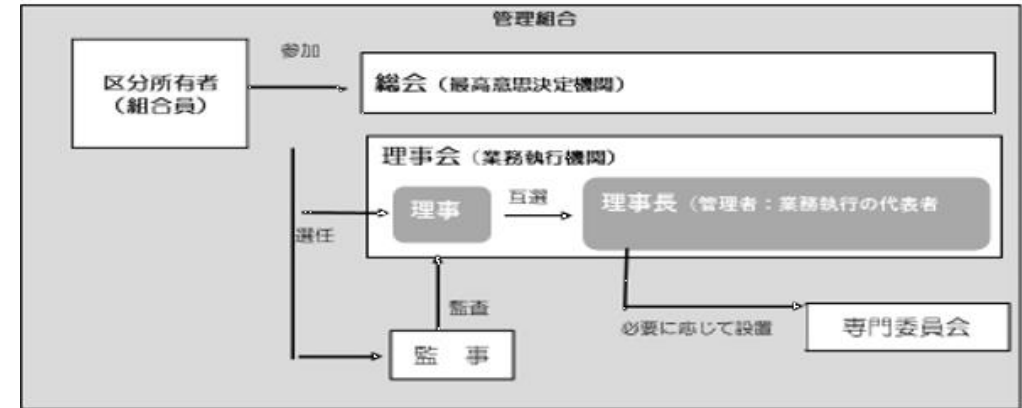 管理組合
区分所有者
（組合員）
参加
総会（最高意思決定機関）
理事会（業務執行機関）
理事
互選
理事長（管理者：業務執行の代表者
選任
監査
監　事
必要に応じて設置
専門委員会